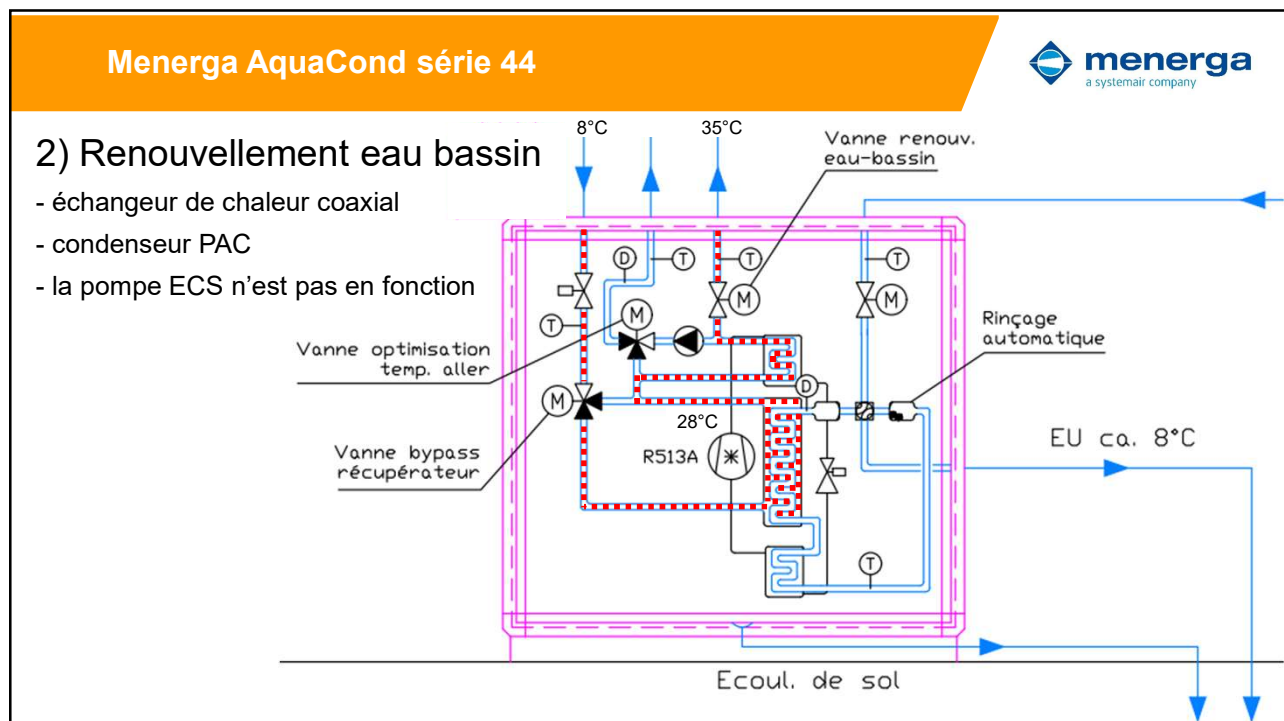 Menerga AquaCond série 44
menerga
a systemair company
2) Renouvellement eau bassin
- échangeur de chaleur coaxial
- condenseur PAC
- la pompe ECS n’est pas en fonction
8°C
35°C
Vanne renouv.
eau-bassin
D
T
T
T
M
M
M
T
Rinçage
automatique
Vanne optimisation
temp. aller
D
M
28°C
R513A
EU ca. 8°C
Vanne bypass
récupérateur
T
Ecoul. de sol